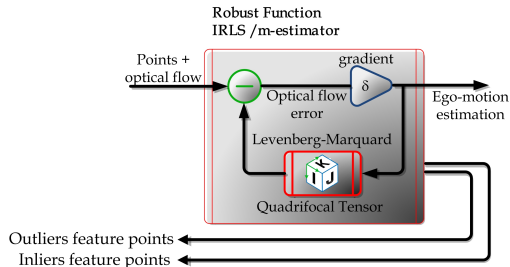 Robust Function
IRLS /m-estimator
Points +
optical flow
gradient
δ
Optical flow
error
Ego-motion
estimation
Levenberg-Marquard
I
K
J
Quadrifocal Tensor
Outliers feature points
Inliers feature points